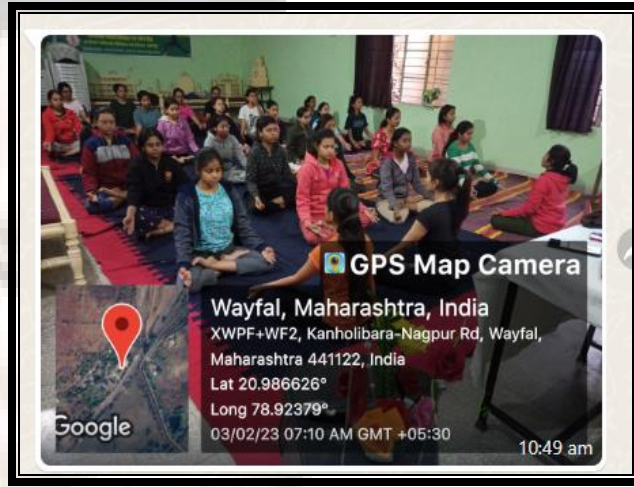 GPS Map Camera
Wayfal, Maharashtra, India
XWPF+WF2, Kanholibara-Nagpur Rd, Wayfal,
Maharashtra 441122, India
Lat 20.986626°
Long 78.92379°
03/02/23 07:10 AM GMT +05:30
Google
10:49 am